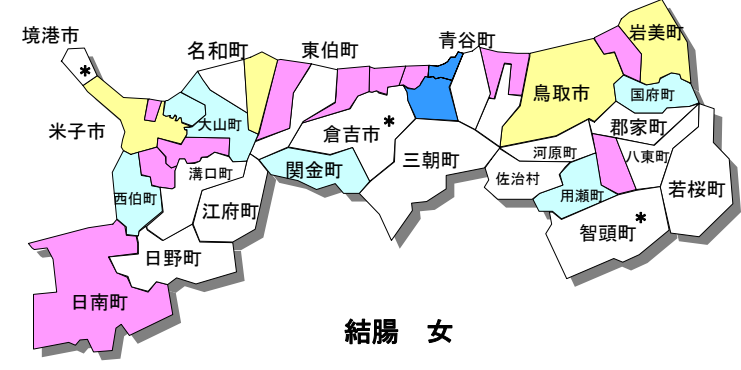 境港市
*
米子市
名和町
東伯町
青谷町
岩美町
大山町
倉吉市*
鳥取市
国府町
郡家町
西伯町
溝口町
関金町
三朝町
河原町
八東町
佐治村
江府町
用瀬町
若桜町
日野町
智頭町*
日南町
結腸 女